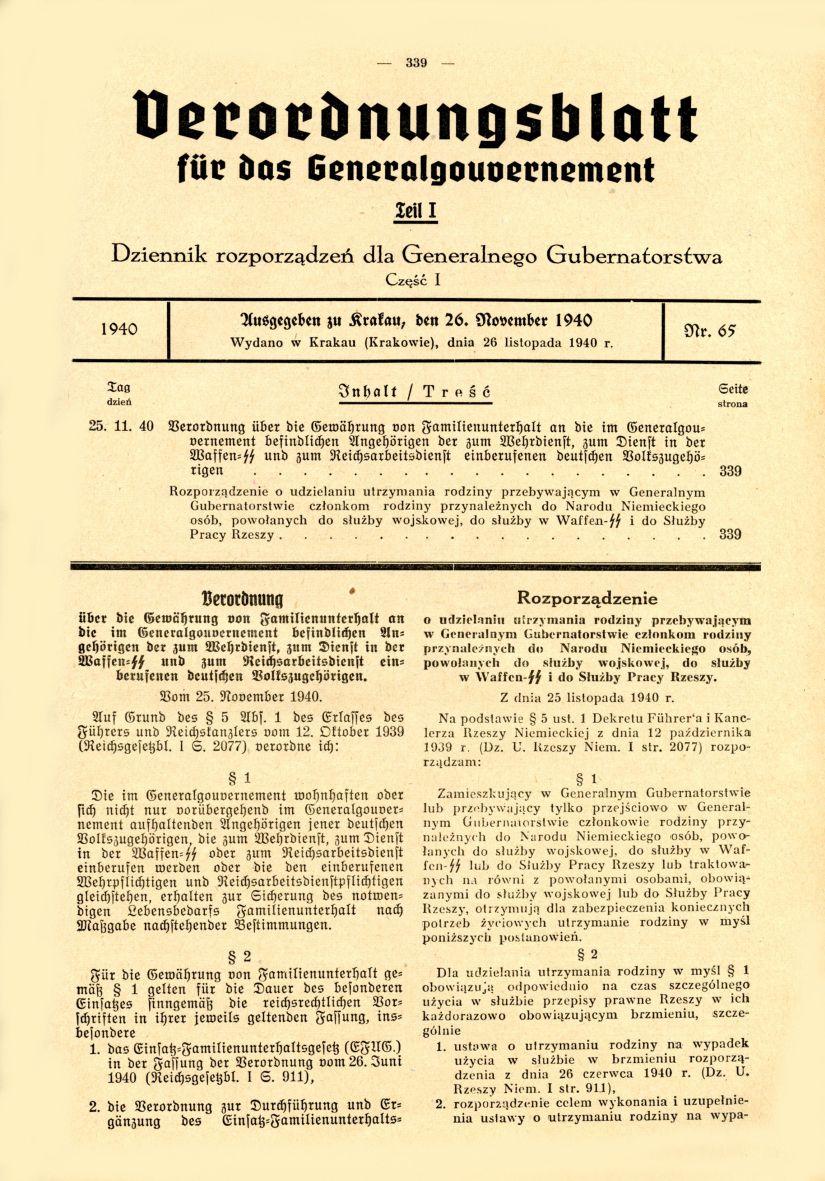 — 339 —
Verordnungsblatt
für das Generalgouvernement
Teil I
Dziennik rozporządzeń dla Generalnego Gubernatorstwa
Część I
1940
Ausgegeben zu Krakau, den 26. November 1940
Wydano w Krakau (Krakowie), dnia 26 listopada 1940 r.
Nr. 65
Tag
dzień
Inhalt / Treść
Seite
strona
25. 11. 40 Verordnung über die Gewährung von Familienunterhalt an die im Generalgou-
vernement befindlichen Angehörigen der zum Wehrdienst, zum Dienst in der
Waffen-SS und zum Reichsarbeitsdienst einberufenen deutschen Volkszugehö-
rigen . . . . . . . . . . . . . . . . . . 339
Rozporządzenie o udzielaniu utrzymania rodziny przebywającym w Generalnym
Gubernatorstwie członkom rodziny przynależnych do Narodu Niemieckiego
osób, powołanych do służby wojskowej, do służby w Waffen-SS i do Służby
Pracy Rzeszy . . . . . . . . . . . . . . . . 339
Verordnung
über die Gewährung von Familienunterhalt an
die im Generalgouvernement befindlichen An-
gehörigen der zum Wehrdienst, zum Dienst in der
Waffen-SS und zum Reichsarbeitsdienst ein-
berufenen deutschen Volkszugehörigen.
Vom 25. November 1940.
Auf Grund des § 5 Abs. 1 des Erlasses des
Führers und Reichskanzlers vom 12. Oktober 1939
(Reichsgesetzbl. I S. 2077) verordne ich:
§ 1
Die im Generalgouvernement wohnhaften oder
sich nicht nur vorübergehend im Generalgouver-
nement aufhaltenden Angehörigen jener deutschen
Volkszugehörigen, die zum Wehrdienst, zum Dienst
in der Waffen-SS oder zum Reichsarbeitsdienst
einberufen werden oder die den einberufenen
Wehrpflichtigen und Reichsarbeitsdienstpflichtigen
gleichstehen, erhalten zur Sicherung des notwen-
digen Lebensbedarfs Familienunterhalt nach
Maßgabe nachstehender Bestimmungen.
§ 2
Für die Gewährung von Familienunterhalt ge-
mäß § 1 gelten für die Dauer des besonderen
Einsatzes sinngemäß die reichsrechtlichen Vor-
schriften in ihrer jeweils geltenden Fassung, ins-
besondere
1. das Einsatz-Familienunterhaltsgesetz (EFUG.)
in der Fassung der Verordnung vom 26. Juni
1940 (Reichsgesetzbl. I S. 911),
2. die Verordnung zur Durchführung und Er-
gänzung des Einsatz-Familienunterhalts-
Rozporządzenie
o udzielaniu utrzymania rodziny przebywającym
w Generalnym Gubernatorstwie członkom rodziny
przynależnych do Narodu Niemieckiego osób,
powołanych do służby wojskowej, do służby
w Waffen-SS i do Służby Pracy Rzeszy.
Z dnia 25 listopada 1940 r.
Na podstawie § 5 ust. 1 Dekretu Führer'a i Kanc-
lerza Rzeszy Niemieckiej z dnia 12 października
1939 r. (Dz. U. Rzeszy Niem. I str. 2077) rozpo-
rządzam:
§ 1
Zamieszkujący w Generalnym Gubernatorstwie
lub przebywający tylko przejściowo w General-
nym Gubernatorstwie członkowie rodziny przy-
należnych do Narodu Niemieckiego osób, powo-
łanych do służby wojskowej, do służby w Waf-
fen-SS lub do Służby Pracy Rzeszy lub traktowa-
nych na równi z powołanymi osobami, obowią-
zanymi do służby wojskowej lub do Służby Pracy
Rzeszy, otrzymują dla zabezpieczenia koniecznych
potrzeb życiowych utrzymanie rodziny w myśl
poniższych postanowień.
§ 2
Dla udzielania utrzymania rodziny w myśl § 1
obowiązują odpowiednio na czas szczególnego
użycia w służbie przepisy prawne Rzeszy w ich
każdorazowo obowiązującym brzmieniu, szcze-
gólnie
1. ustawa o utrzymaniu rodziny na wypadek
użycia w służbie w brzmieniu rozporzą-
dzenia z dnia 26 czerwca 1940 r. (Dz. U.
Rzeszy Niem. I str. 911),
2. rozporządzenie celem wykonania i uzupełnie-
nia ustawy o utrzymaniu rodziny na wypa-